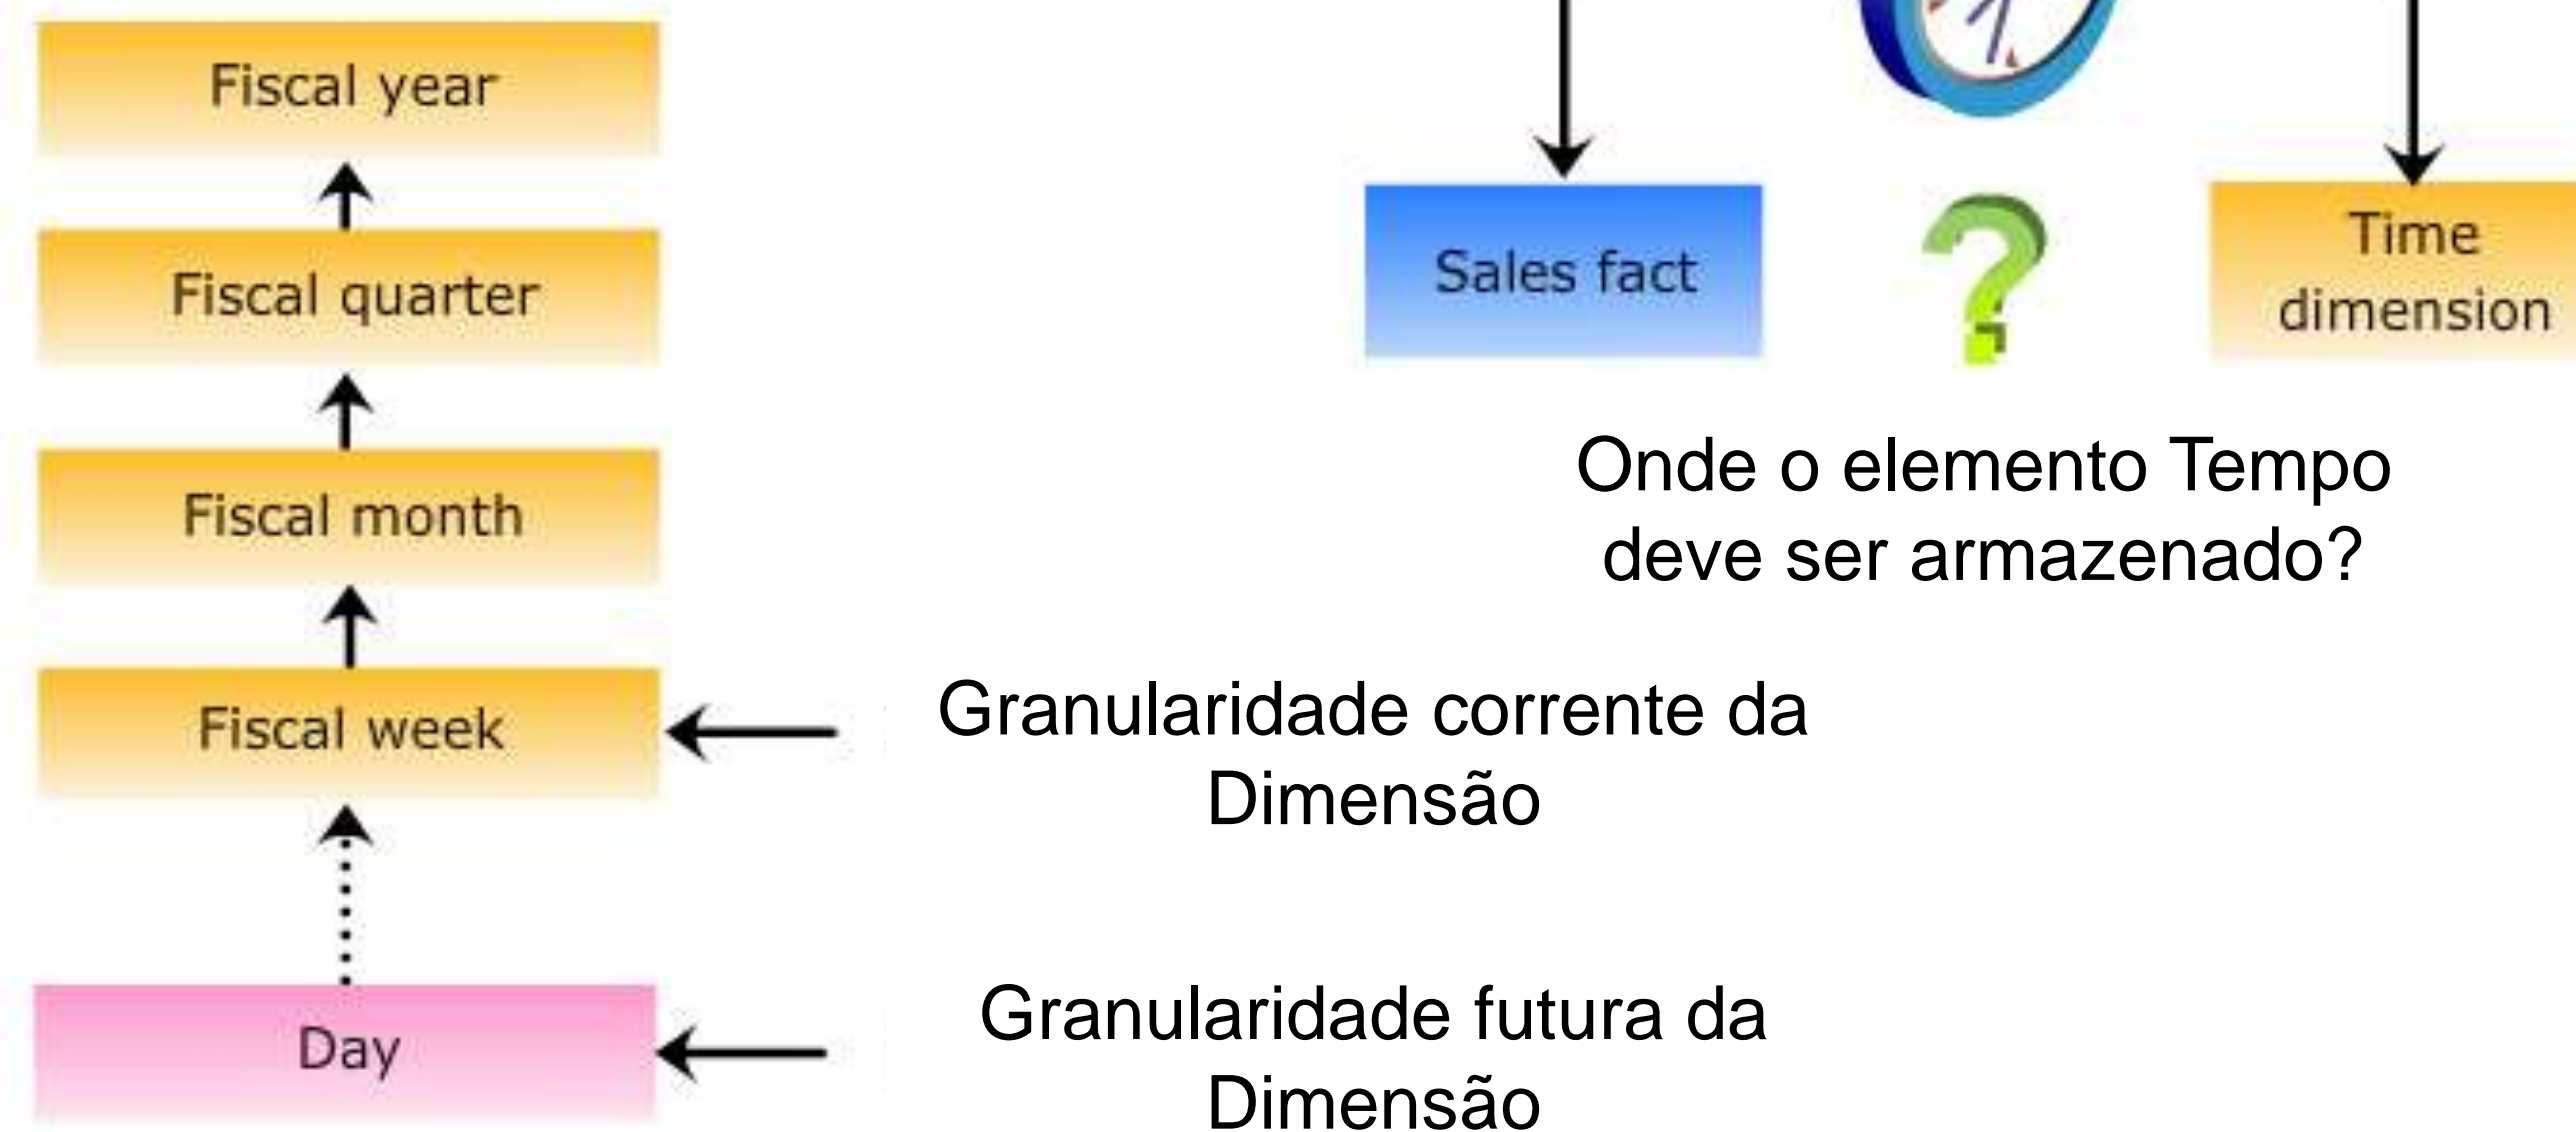 Fiscal year
Fiscal quarter
Fiscal month
Fiscal week
Day
Sales fact
?
Time
dimension
Onde o elemento Tempo
deve ser armazenado?
Granularidade corrente da
Dimensão
Granularidade futura da
Dimensão